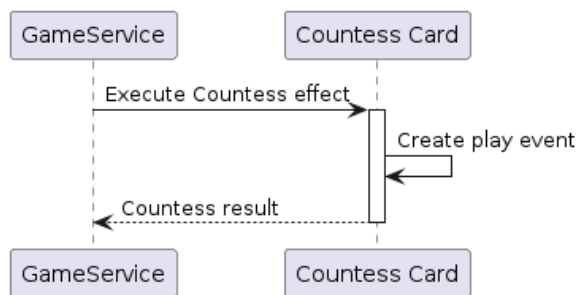 GameService
Countess Card
Execute Countess effect
Create play event
Countess result
GameService
Countess Card